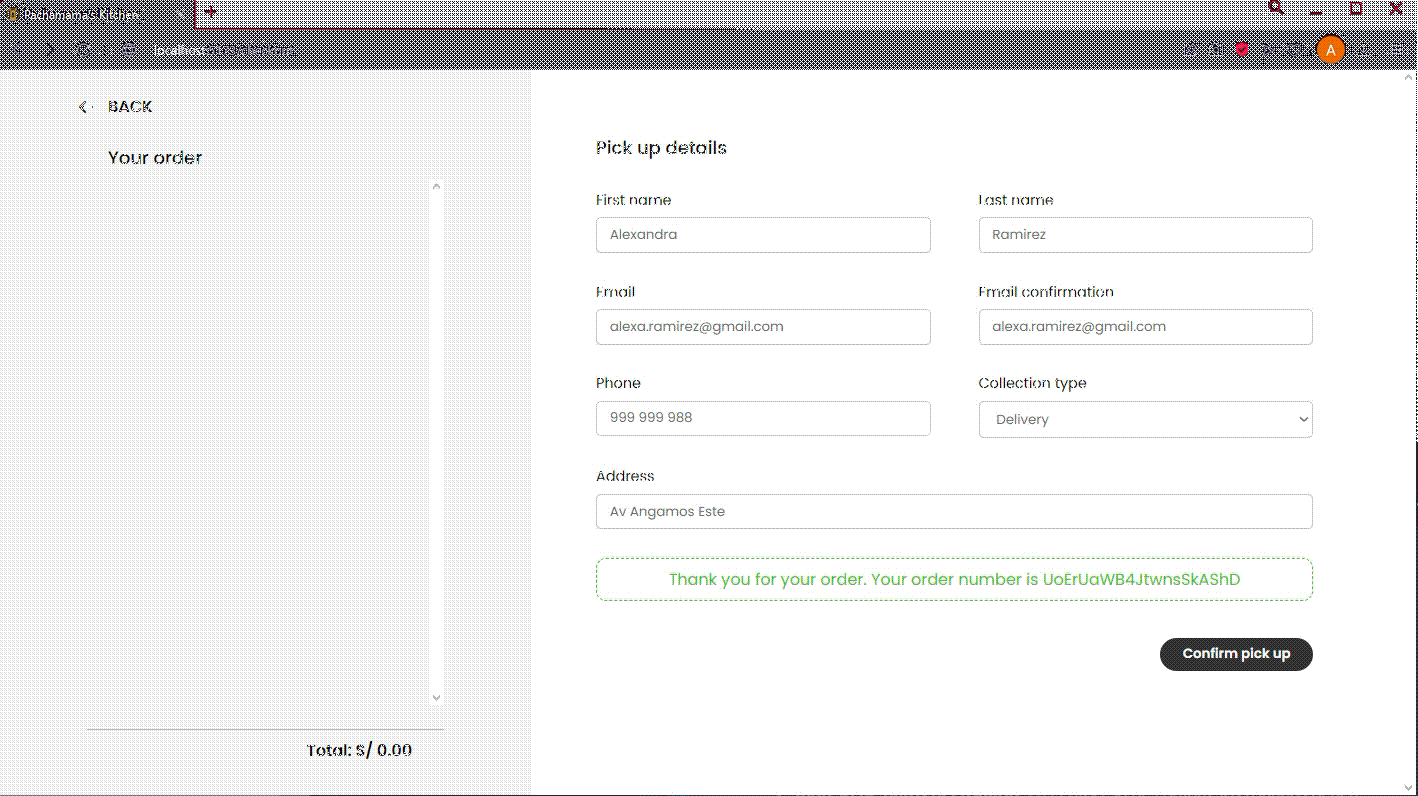 Pachamama's Kitchen
localhost
A
BACK
Your order
Total: S/ 0.00
Pick up details
First name
Last name
Alexandra
Ramirez
Email
Email confirmation
alexa.ramirez@gmail.com
alexa.ramirez@gmail.com
Phone
Collection type
999 999 988
Delivery
Address
Av Angamos Este
Thank you for your order. Your order number is UoErUaWB4JtwnsSkAShD
Confirm pick up